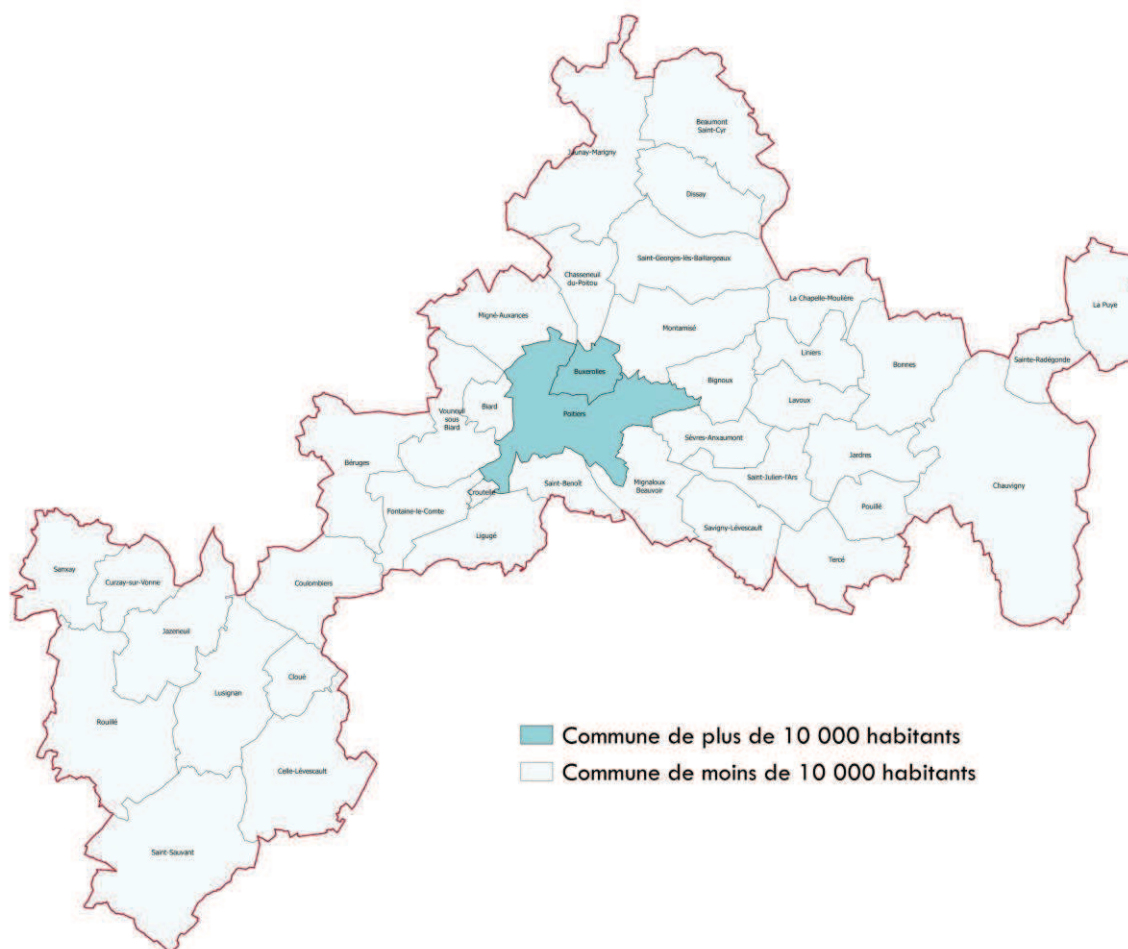 Beaumont
Saint-Cyr
Jaunay-Marigny
Dissay
Saint-Georges-lès-Baillargeaux
Chasseneuil
du-Poitou
La Chapelle-Moulière
La Puye
Migné-Auxances
Montamisé
Liniers
Bonnes
Sainte-Radégonde
Buxerolles
Bignoux
Biard
Lavoux
Vouneuil
sous
Biard
Poitiers
Sèvres-Anxaumont
Béruges
Jardres
Saint-Julien-l'Ars
Mignaloux
Beauvoir
Saint-Benoît
Chauvigny
Croutelle
Pouillé
Fontaine-le-Comte
Savigny-Lévescault
Ligugé
Tercé
Sanxay
Curzay-sur-Vonne
Coulombiers
Jazeneuil
Cloué
Lusignan
Rouillé
Commune de plus de 10 000 habitants
Celle-Lévescault
Commune de moins de 10 000 habitants
Saint-Sauvant